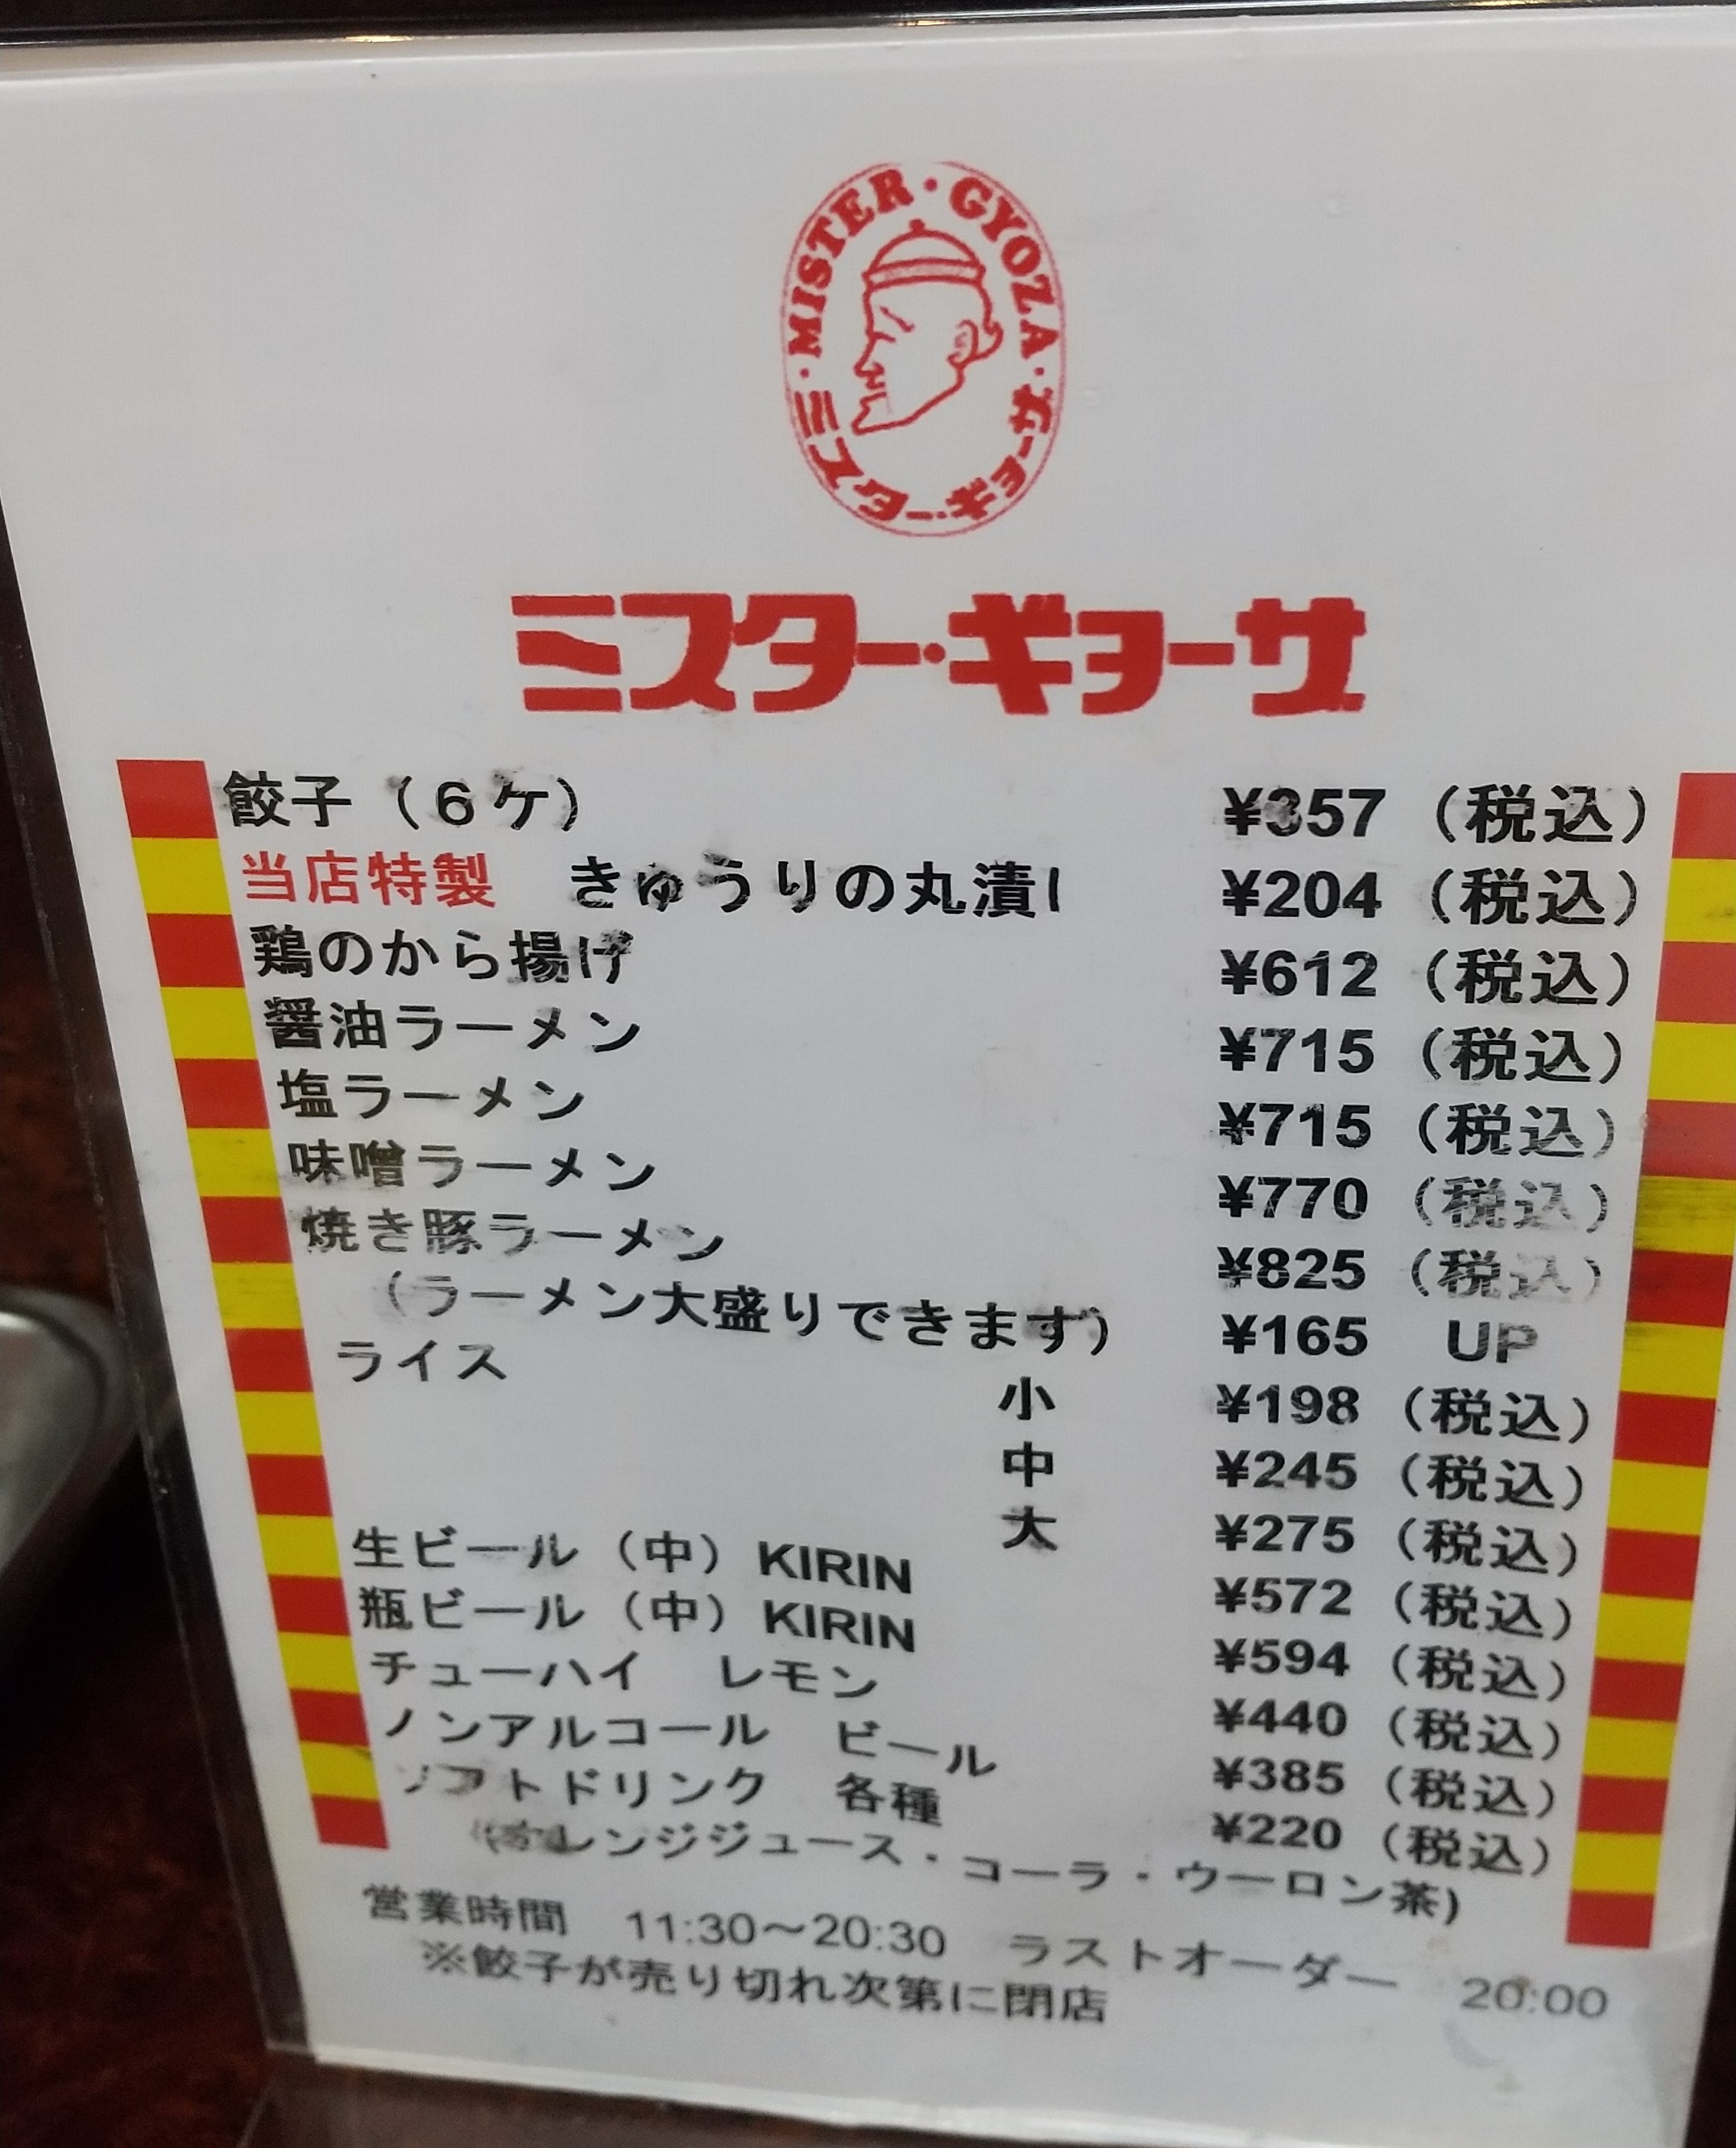 MISTER・GYOZA・ミスター・ギョーザ
ミスター・ギョーザ
餃子（６ケ） ¥357（税込）
当店特製 きゅうりの丸漬け ¥204（税込）
鶏のから揚げ ¥612（税込）
醤油ラーメン ¥715（税込）
塩ラーメン ¥715（税込）
味噌ラーメン ¥770（税込）
焼き豚ラーメン ¥825（税込）
（ラーメン大盛りできます） ¥165 UP
ライス 小 ¥198（税込）
中 ¥245（税込）
大 ¥275（税込）
生ビール（中）KIRIN ¥572（税込）
瓶ビール（中）KIRIN ¥594（税込）
チューハイ レモン ¥440（税込）
ノンアルコール ビール ¥385（税込）
ソフトドリンク 各種 ¥220（税込）
(オレンジジュース・コーラ・ウーロン茶)
営業時間 11:30～20:30 ラストオーダー 20:00
※餃子が売り切れ次第に閉店